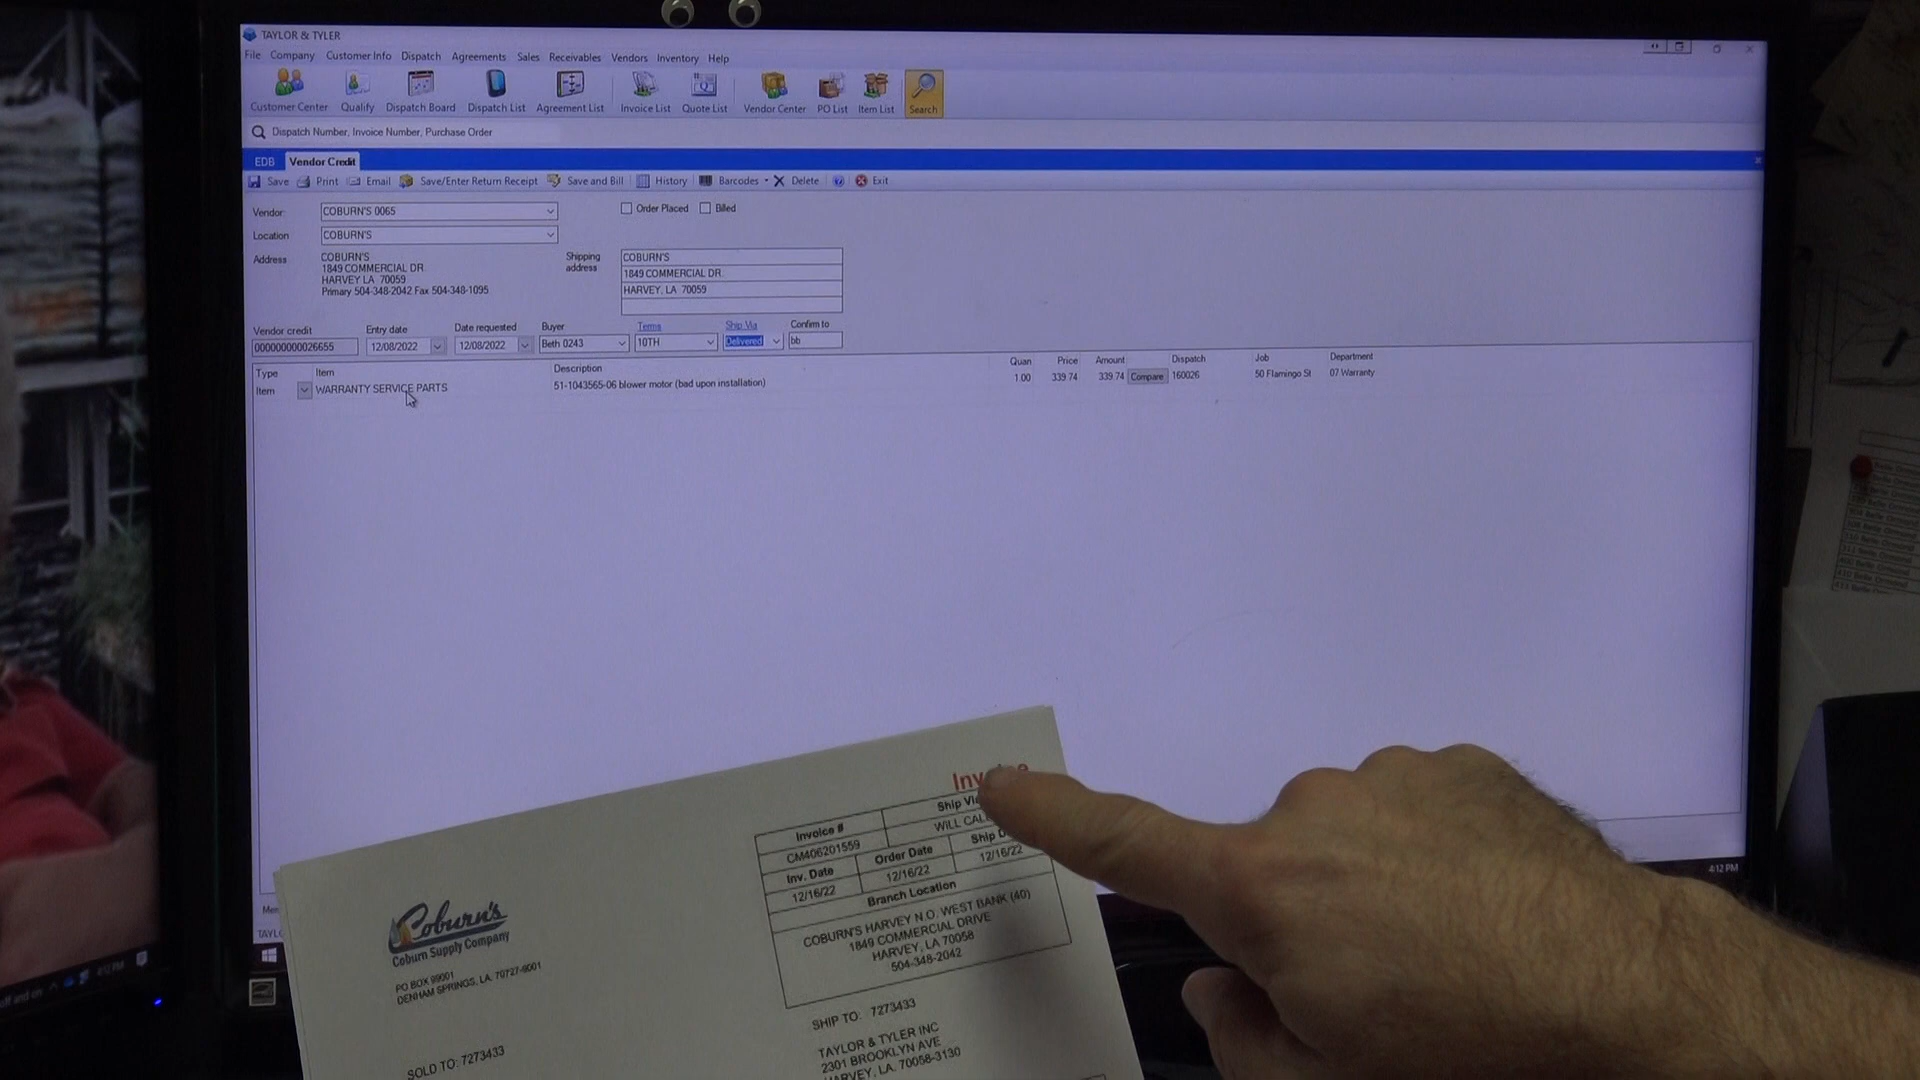 TAYLOR & TYLER
File Company Customer Info Dispatch Agreements Sales Receivables Vendors Inventory Help
Customer Center Qualify Dispatch Board Dispatch List Agreement List Invoice List Quote List Vendor Center PO List Item List Search
Dispatch Number, Invoice Number, Purchase Order
EDB Vendor Credit
Save Print Email Save/Enter Return Receipt Save and Bill History Barcodes Delete Exit
Vendor: COBURN'S 0065 Order Placed Billed
Location COBURN'S
Address COBURN'S
1849 COMMERCIAL DR
HARVEY LA 70059
Primary 504-348-2042 Fax 504-348-1095
Shipping address
COBURN'S
1849 COMMERCIAL DR
HARVEY, LA 70059
Vendor credit Entry date Date requested Buyer Terms Ship Via Confirm to
000000000026655 12/08/2022 12/08/2022 Beth 0243 10TH Delivered bb
Type Item Description Quan Price Amount Dispatch Job Department
Item WARRANTY SERVICE PARTS 51-1043565-06 blower motor (bad upon installation) 1.00 339.74 339.74 Compare 160026 50 Flamingo St 07 Warranty
4:12 PM
4:12 PM
Coburn's
Coburn Supply Company
PO BOX 99001
DENHAM SPRINGS, LA. 70727-9001
SOLD TO: 7273433
Invoice # Ship Via
CM406201559 WILL CAL
Inv. Date Order Date Ship D
12/16/22 12/16/22 12/16/22
Branch Location
COBURN'S HARVEY N.O. WEST BANK (40)
1849 COMMERCIAL DRIVE
HARVEY, LA 70058
504-348-2042
SHIP TO: 7273433
TAYLOR & TYLER INC
2301 BROOKLYN AVE
HARVEY, LA. 70058-3130